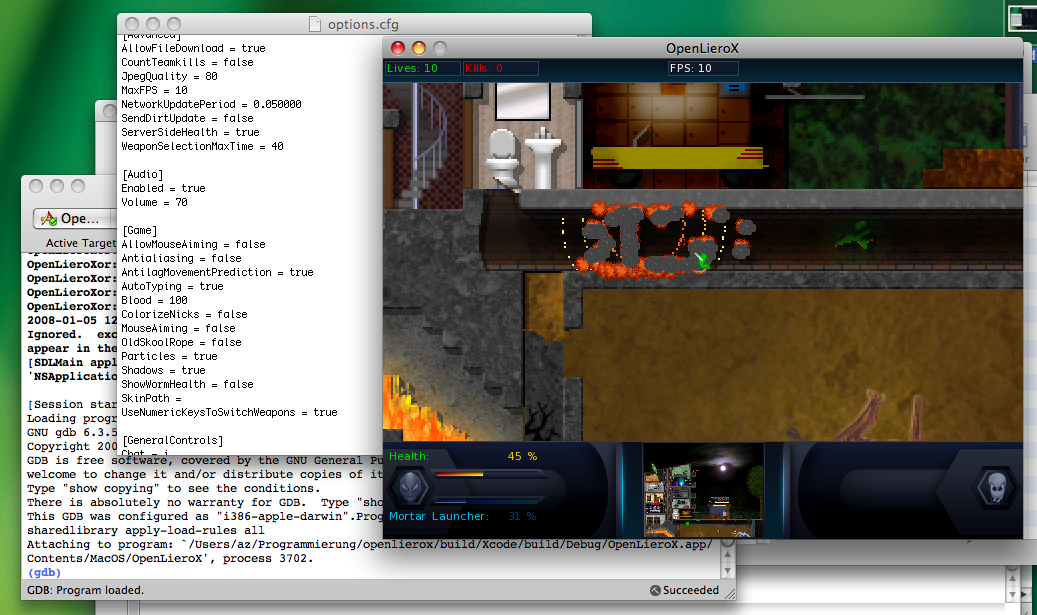 options.cfg
[Advanced]
AllowFileDownload = true
CountTeamkills = false
JpegQuality = 80
MaxFPS = 10
NetworkUpdatePeriod = 0.050000
SendDirtUpdate = false
ServerSideHealth = true
WeaponSelectionMaxTime = 40
[Audio]
Enabled = true
Volume = 70
[Game]
AllowMouseAiming = false
Antialiasing = false
AntilagMovementPrediction = true
AutoTyping = true
Blood = 100
ColorizeNicks = false
MouseAiming = false
OldSkoolRope = false
Particles = true
Shadows = true
ShowWormHealth = false
SkinPath =
UseNumericKeysToSwitchWeapons = true
[GeneralControls]
Chat = i
OpenLieroX
Lives: 10
Kills: 0
FPS: 10
Health:
45 %
Mortar Launcher:
31 %
Ope...
Active Target
OpenLieroXor:
OpenLieroXor:
OpenLieroXor:
OpenLieroXor:
2008-01-05 12
Ignored. exc
appear in the
[SDLMain appl
'NSApplicatio
[Session star
Loading progr
GNU gdb 6.3.5
Copyright 200
GDB is free software, covered by the GNU General Pu
welcome to change it and/or distribute copies of it
Type "show copying" to see the conditions.
There is absolutely no warranty for GDB. Type "sho
This GDB was configured as "i386-apple-darwin".Prog
sharedlibrary apply-load-rules all
Attaching to program: `/Users/az/Programmierung/openlierox/build/Xcode/build/Debug/OpenLieroX.app/
Contents/MacOS/OpenLieroX', process 3702.
(gdb)
GDB: Program loaded.
Succeeded